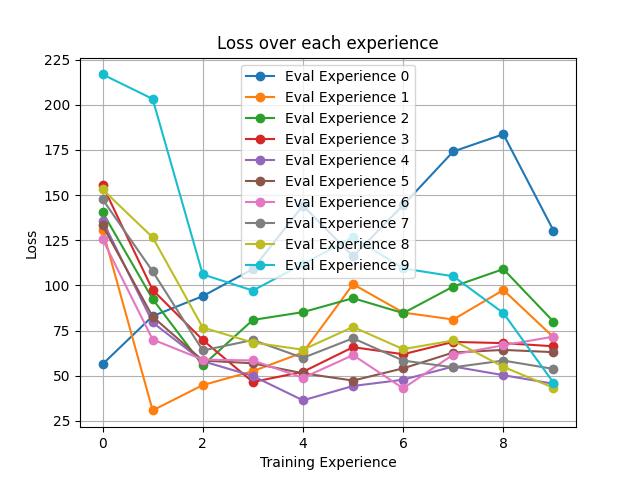 Loss over each experience
225
200
175
150
125
100
75
50
25
Loss
Eval Experience 0
Eval Experience 1
Eval Experience 2
Eval Experience 3
Eval Experience 4
Eval Experience 5
Eval Experience 6
Eval Experience 7
Eval Experience 8
Eval Experience 9
0 2 4 6 8
Training Experience